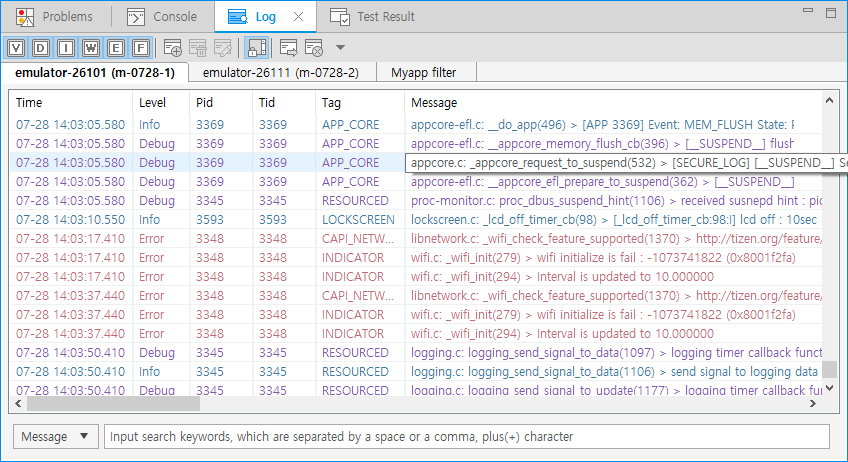 Problems Console Log Test Result
V D I W E F
emulator-26101 (m-0728-1) emulator-26111 (m-0728-2) Myapp filter
Time Level Pid Tid Tag Message
07-28 14:03:05.580 Info 3369 3369 APP_CORE appcore-efl.c: __do_app(496) > [APP 3369] Event: MEM_FLUSH State:
07-28 14:03:05.580 Debug 3369 3369 APP_CORE appcore-efl.c: __appcore_memory_flush_cb(396) > [__SUSPEND__] flush
07-28 14:03:05.580 Debug 3369 3369 APP_CORE appcore.c: _appcore_request_to_suspend(532) > [SECURE_LOG] [__SUSPEND__]
07-28 14:03:05.580 Debug 3369 3369 APP_CORE appcore-efl.c: __appcore_efl_prepare_to_suspend(362) > [__SUSPEND__]
07-28 14:03:05.580 Debug 3345 3345 RESOURCED proc-monitor.c: proc_dbus_suspend_hint(1106) > received susnepd hint : pid
07-28 14:03:10.550 Info 3593 3593 LOCKSCREEN lockscreen.c: _lcd_off_timer_cb(98) > [_lcd_off_timer_cb:98:I] lcd off : 10sec
07-28 14:03:17.410 Error 3348 3348 CAPI_NETW... libnetwork.c: _wifi_check_feature_supported(1370) > http://tizen.org/feature/
07-28 14:03:17.410 Error 3348 3348 INDICATOR wifi.c: _wifi_init(279) > wifi initialize is fail : -1073741822 (0x8001f2fa)
07-28 14:03:17.410 Error 3348 3348 INDICATOR wifi.c: _wifi_init(294) > Interval is updated to 10.000000
07-28 14:03:37.440 Error 3348 3348 CAPI_NETW... libnetwork.c: _wifi_check_feature_supported(1370) > http://tizen.org/feature/
07-28 14:03:37.440 Error 3348 3348 INDICATOR wifi.c: _wifi_init(279) > wifi initialize is fail : -1073741822 (0x8001f2fa)
07-28 14:03:37.440 Error 3348 3348 INDICATOR wifi.c: _wifi_init(294) > Interval is updated to 10.000000
07-28 14:03:50.410 Debug 3345 3345 RESOURCED logging.c: logging_send_signal_to_data(1097) > logging timer callback funct
07-28 14:03:50.410 Info 3345 3345 RESOURCED logging.c: logging_send_signal_to_data(1106) > send signal to logging data
07-28 14:03:50.410 Debug 3345 3345 RESOURCED logging.c: logging_send_signal_to_update(1177) > logging timer callback fun
Message Input search keywords, which are separated by a space or a comma, plus(+) character